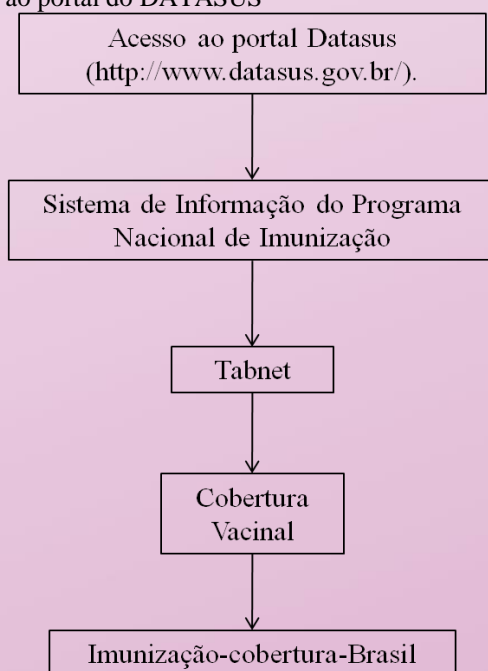 ao portal do DATASUS
Acesso ao portal Datasus
(http://www.datasus.gov.br/).
Sistema de Informação do Programa
Nacional de Imunização
Tabnet
Cobertura
Vacinal
Imunização-cobertura-Brasil